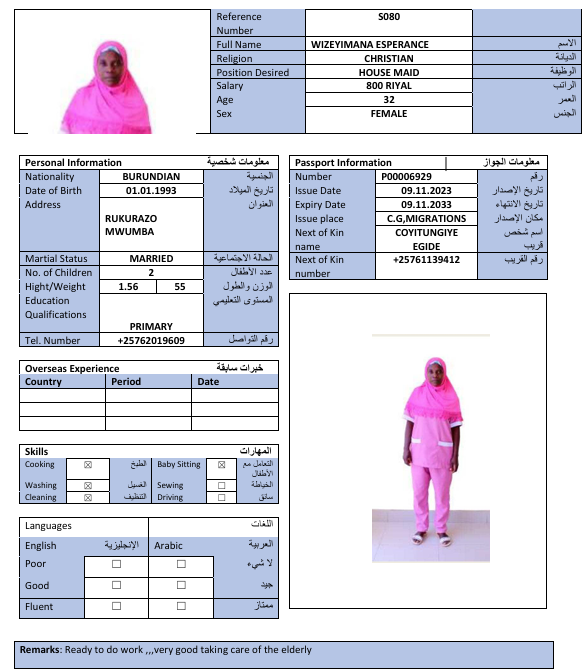 Reference Number S080
Full Name WIZEYIMANA ESPERANCE الاسم
Religion CHRISTIAN الديانة
Position Desired HOUSE MAID الوظيفة
Salary 800 RIYAL الراتب
Age 32 العمر
Sex FEMALE الجنس
Personal Information معلومات شخصية
Nationality BURUNDIAN الجنسية
Date of Birth 01.01.1993 تاريخ الميلاد
Address العنوان
RUKURAZO
MWUMBA
Martial Status MARRIED الحالة الاجتماعية
No. of Children 2 عدد الأطفال
Hight/Weight 1.56 55 الوزن والطول
Education المستوى التعليمي
Qualifications
PRIMARY
Tel. Number +25762019609 رقم التواصل
Passport Information معلومات الجواز
Number P00006929 رقم
Issue Date 09.11.2023 تاريخ الإصدار
Expiry Date 09.11.2033 تاريخ الانتهاء
Issue place C.G,MIGRATIONS مكان الإصدار
Next of Kin COYITUNGIYE اسم شخص
name EGIDE قريب
Next of Kin +25761139412 رقم القريب
number
Overseas Experience خبرات سابقة
Country Period Date
Skills المهارات
Cooking ☒ الطبخ Baby Sitting ☒ التعامل مع
الأطفال
Washing ☒ الغسيل Sewing ☐ الخياطة
Cleaning ☒ التنظيف Driving ☐ سائق
Languages اللغات
English الإنجليزية Arabic العربية
Poor ☐ ☐ لا شيء
Good ☐ ☐ جيد
Fluent ☐ ☐ ممتاز
Remarks: Ready to do work ,,,very good taking care of the elderly